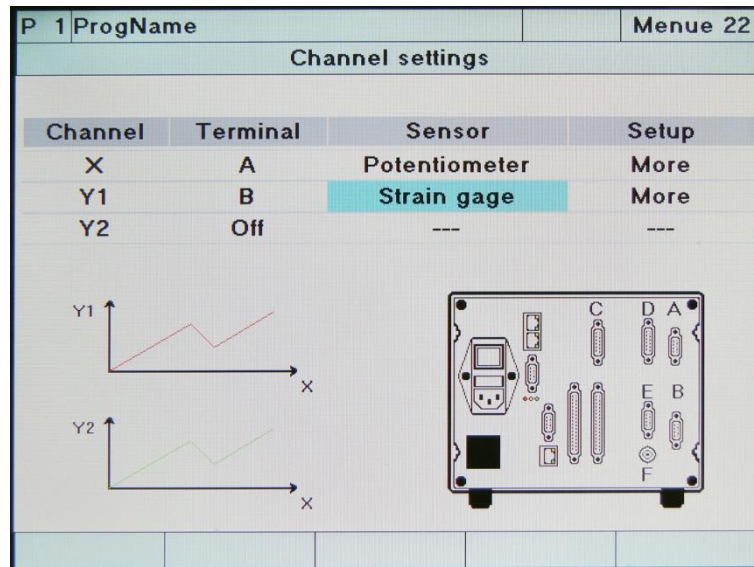 P 1 ProgName Menue 22
Channel settings
Channel Terminal Sensor Setup
X A Potentiometer More
Y1 B Strain gage More
Y2 Off --- ---
Y1
X
Y2
X
C D A
E B
F